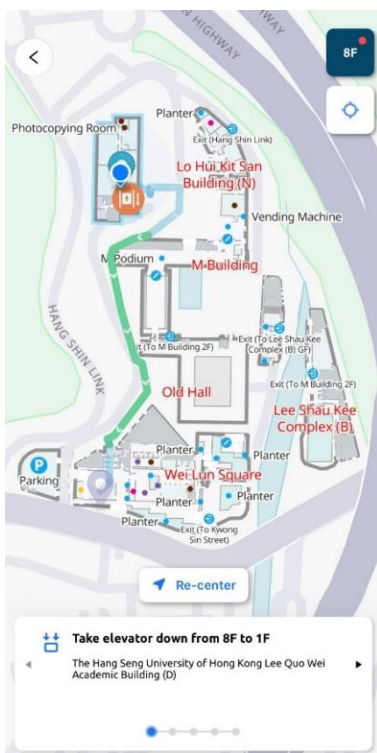 SIN HIGHWAY
HIGHWAY
8F
Planter
Photocopying Room
Exit (Hang Shin Link)
Lo Hui Kit San
Building (N)
Vending Machine
M Podium
M Building
HANG SHIN LINK
it (To M Building 2F)
Exit (To Lee Shau Kee
Complex (B) GF)
Exit (To M Building 2F)
Old Hall
Lee Shau Kee
Complex (B)
Planter
Planter
P
Parking
Wei Lun Square
Planter
Planter
Planter
Exit (To Kwong
Sin Street)
Re-center
Take elevator down from 8F to 1F
The Hang Seng University of Hong Kong Lee Quo Wei
Academic Building (D)